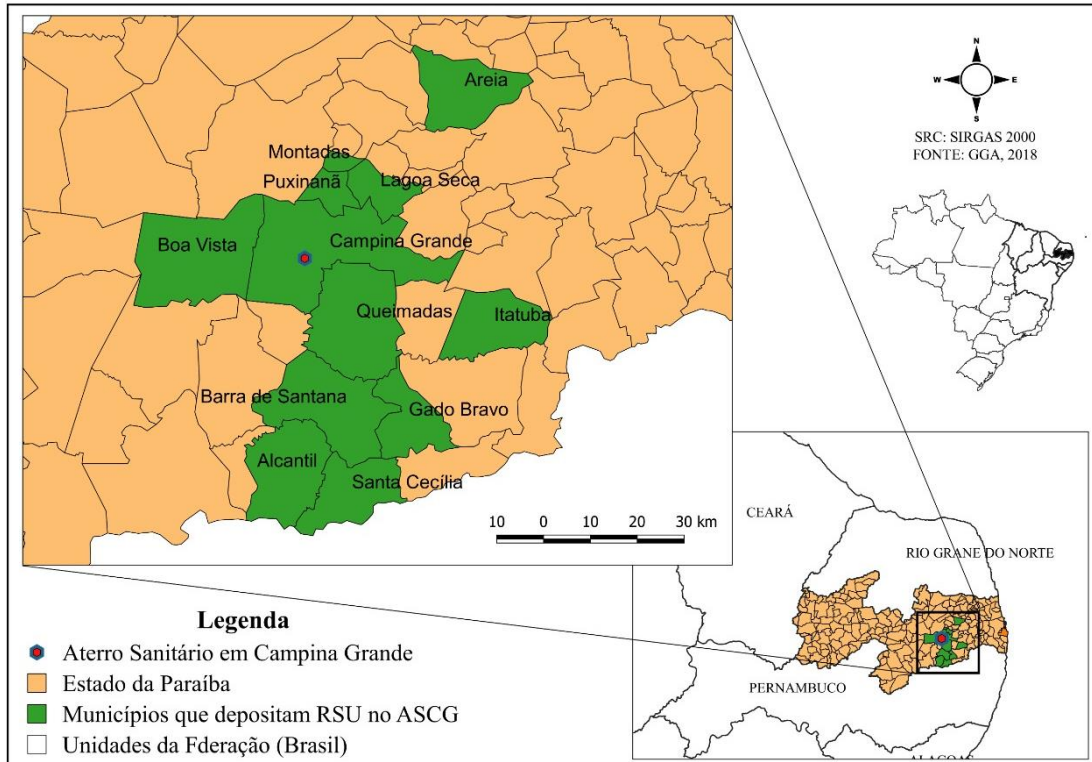 Areia
Montadas
Puxinanã
Lagoa Seca
Boa Vista
Campina Grande
Queimadas
Itatuba
Barra de Santana
Gado Bravo
Alcantil
Santa Cecília
10 0 10 20 30 km
N
W E
S
SRC: SIRGAS 2000
FONTE: GGA, 2018
CEARÁ
RIO GRANE DO NORTE
PERNAMBUCO
ALAGOAS
Legenda
Aterro Sanitário em Campina Grande
Estado da Paraíba
Municípios que depositam RSU no ASCG
Unidades da Fderação (Brasil)